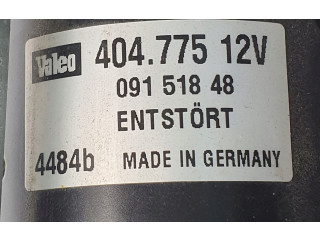 Valeo 404.775 12V
091 518 48
ENTSTÖRT
4484b MADE IN GERMANY